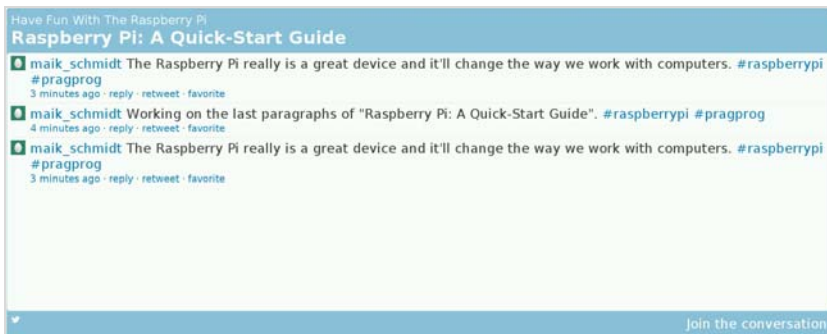 Have Fun With The Raspberry Pi
Raspberry Pi: A Quick-Start Guide
maik_schmidt The Raspberry Pi really is a great device and it'll change the way we work with computers. #raspberrypi
#pragprog
3 minutes ago · reply · retweet · favorite
maik_schmidt Working on the last paragraphs of "Raspberry Pi: A Quick-Start Guide". #raspberrypi #pragprog
4 minutes ago · reply · retweet · favorite
maik_schmidt The Raspberry Pi really is a great device and it'll change the way we work with computers. #raspberrypi
#pragprog
3 minutes ago · reply · retweet · favorite
Join the conversation